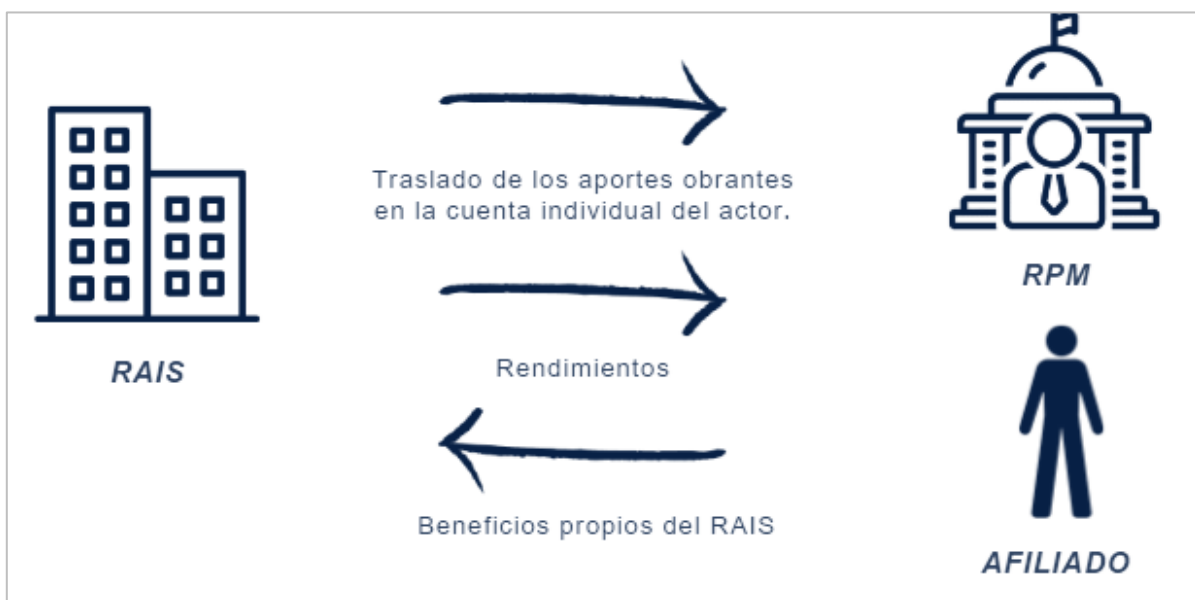 Traslado de los aportes obrantes
en la cuenta individual del actor.
RPM
RAIS
Rendimientos
Beneficios propios del RAIS
AFILIADO